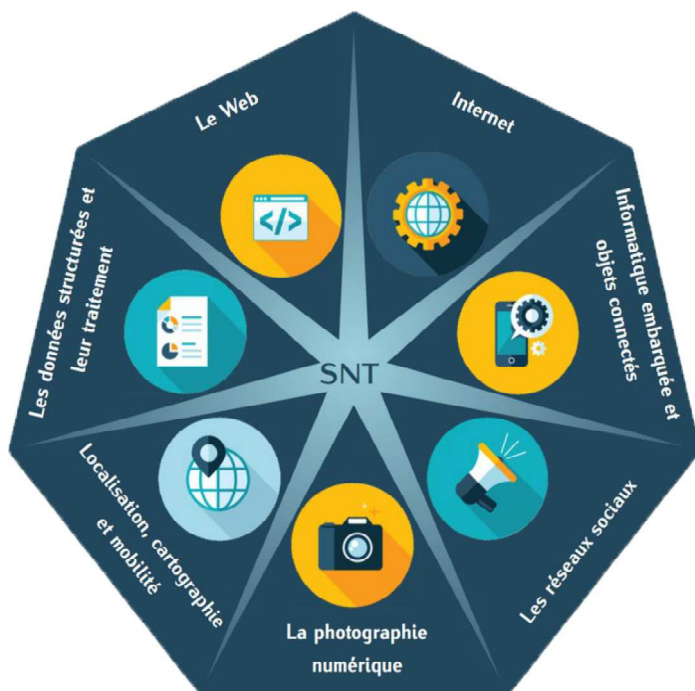 Le Web
Internet
Informatique embarquée et
objets connectés
Les réseaux sociaux
La photographie
numérique
Localisation, cartographie
et mobilité
Les données structurées et
leur traitement
</>
SNT